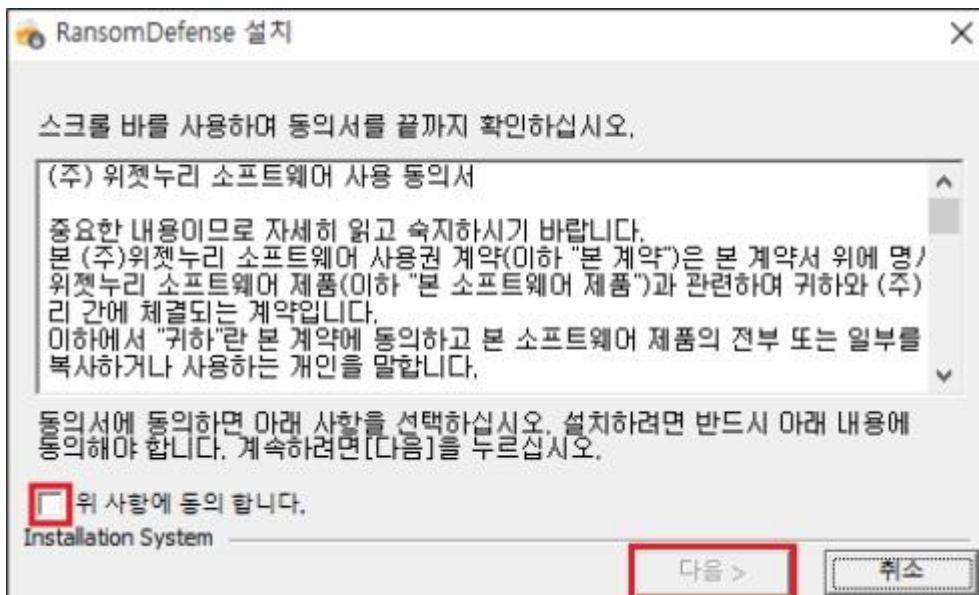 RansomDefense 설치
스크롤 바를 사용하며 동의서를 끝까지 확인하십시오.
(주) 위젯누리 소프트웨어 사용 동의서
중요한 내용이므로 자세히 읽고 숙지하시기 바랍니다.
본 (주)위젯누리 소프트웨어 사용권 계약(이하 "본 계약")은 본 계약서 위에 명
위젯누리 소프트웨어 제품(이하 "본 소프트웨어 제품")과 관련하여 귀하와 (주)
리 간에 체결되는 계약입니다.
이하에서 "귀하"란 본 계약에 동의하고 본 소프트웨어 제품의 전부 또는 일부를
복사하거나 사용하는 개인을 말합니다.
동의서에 동의하면 아래 사항을 선택하십시오. 설치하려면 반드시 아래 내용에
동의해야 합니다. 계속하려면[다음]을 누르십시오.
위 사항에 동의 합니다.
Installation System
다음 >
취소